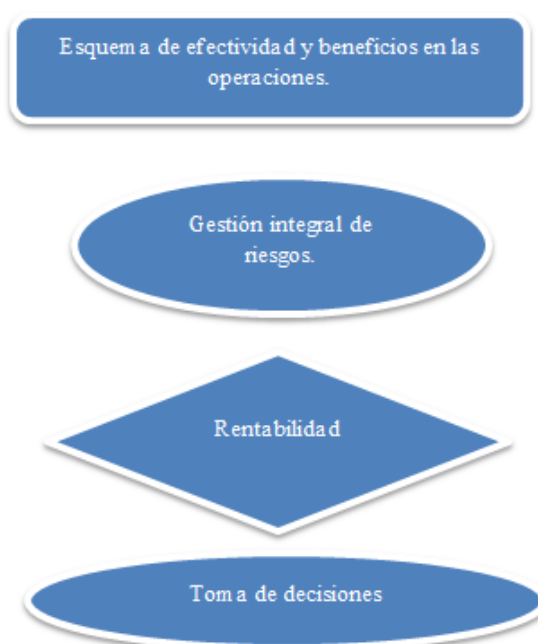 Esquema de efectividad y beneficios en las
operaciones.
Gestión integral de
riesgos.
Rentabilidad
Toma de decisiones